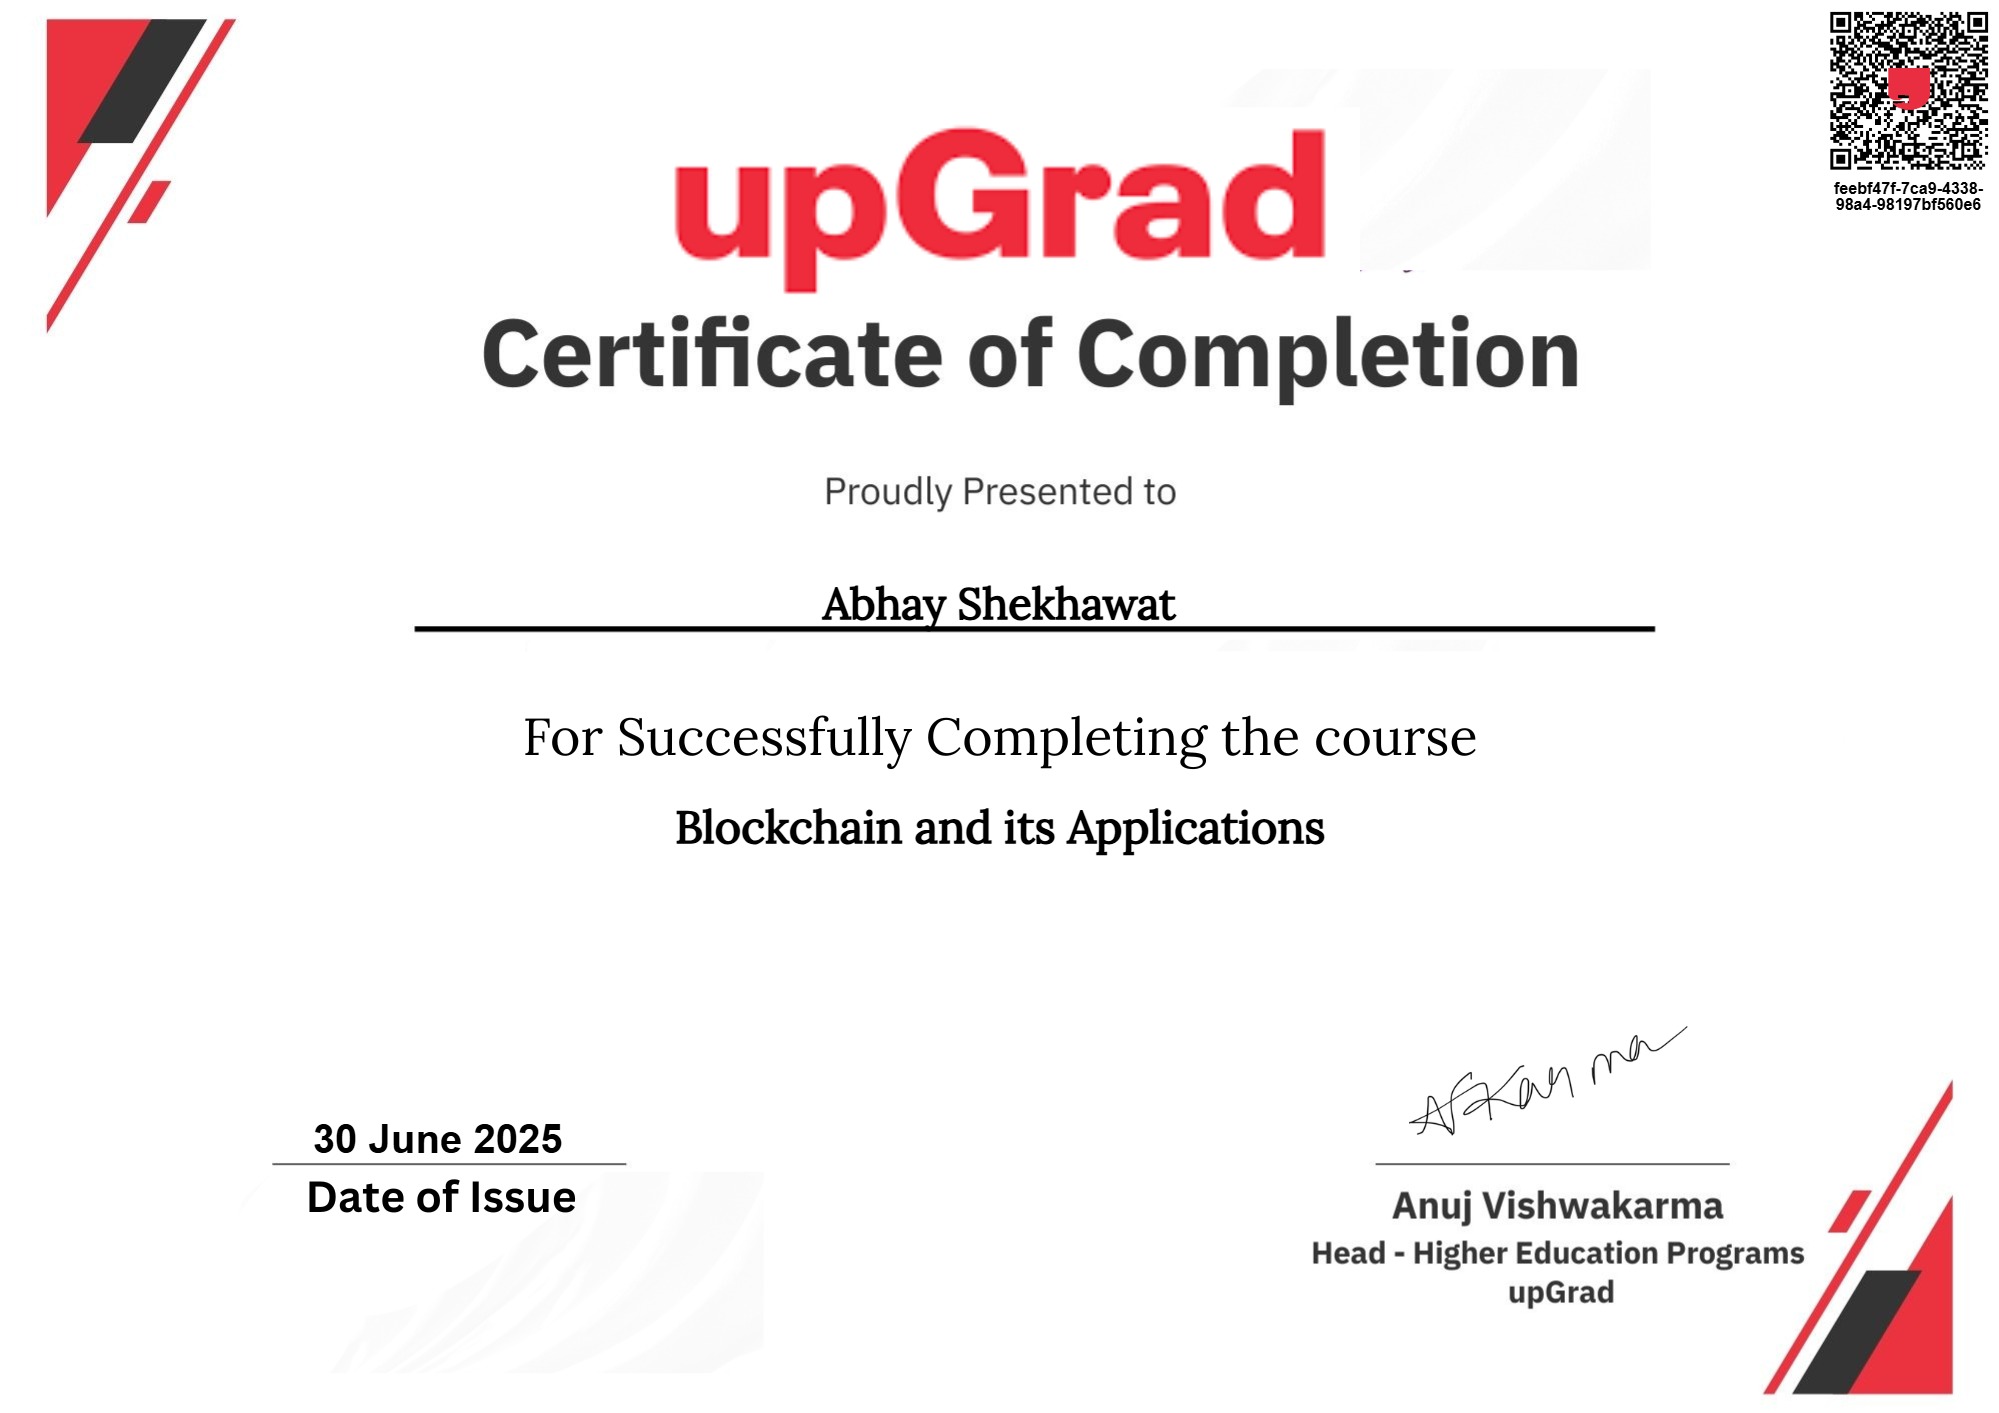 feebf47f-7ca9-4338-
98a4-98197bf560e6
upGrad
Certificate of Completion
Proudly Presented to
Abhay Shekhawat
For Successfully Completing the course
Blockchain and its Applications
30 June 2025
Date of Issue
Anuj Vishwakarma
Head - Higher Education Programs
upGrad